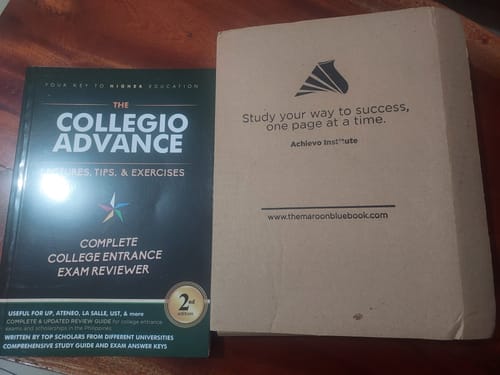 YOUR KEY TO HIGHER EDUCATION
THE
COLLEGIO
ADVANCE
LECTURES, TIPS, & EXERCISES
COMPLETE
COLLEGE ENTRANCE
EXAM REVIEWER
2nd
edition
USEFUL FOR UP, ATENEO, LA SALLE, UST, & more
COMPLETE & UPDATED REVIEW GUIDE for college entrance
exams and scholarships in the Philippines
WRITTEN BY TOP SCHOLARS FROM DIFFERENT UNIVERSITIES
COMPREHENSIVE STUDY GUIDE AND EXAM ANSWER KEYS
Study your way to success,
one page at a time.
Achievo Institute
www.themaroonbluebook.com